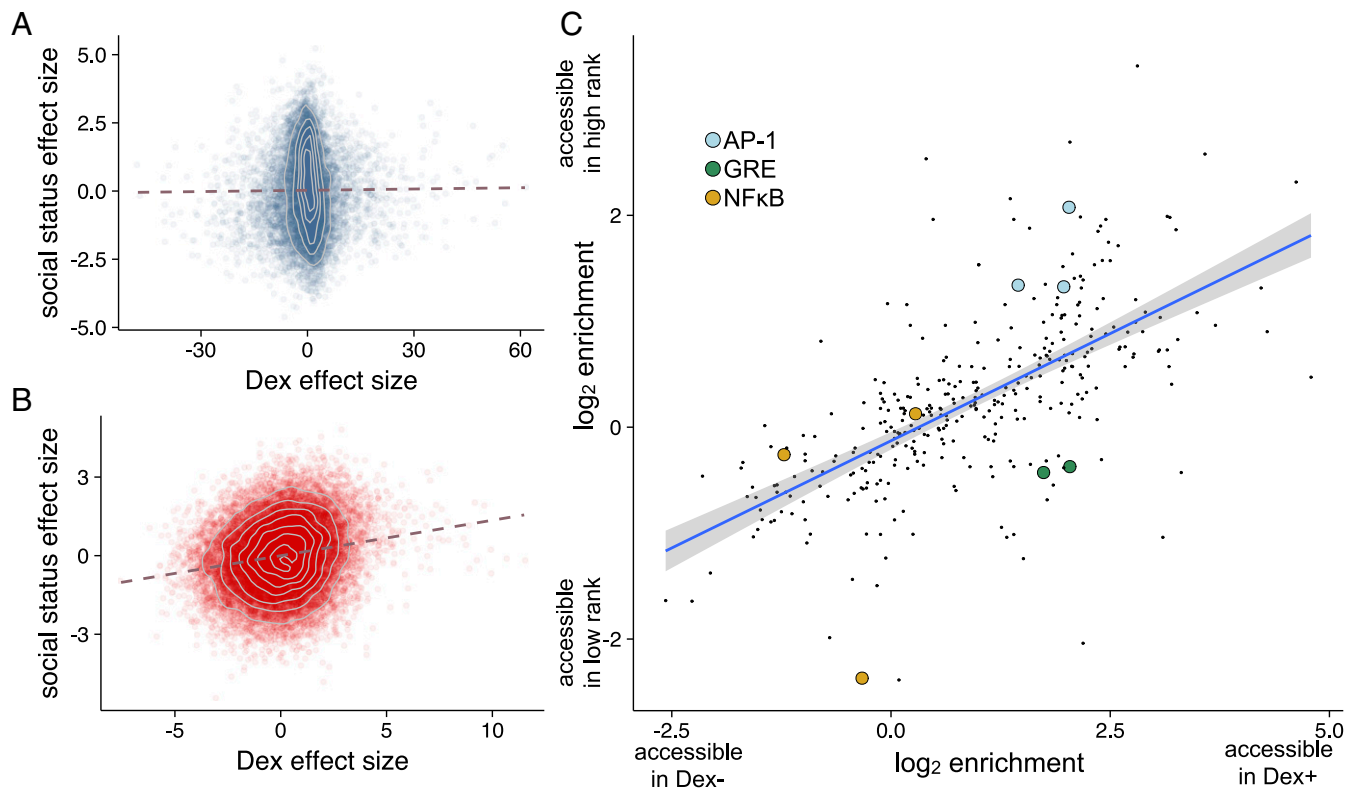 A
social status effect size
5.0
2.5
0.0
-2.5
-5.0
-30
0
30
60
Dex effect size
B
social status effect size
3
0
-3
-5
0
5
10
Dex effect size
C
accessible
in high rank
log₂ enrichment
accessible
in low rank
2
0
-2
AP-1
GRE
NFκB
-2.5
0.0
2.5
5.0
accessible
in Dex-
log₂ enrichment
accessible
in Dex+